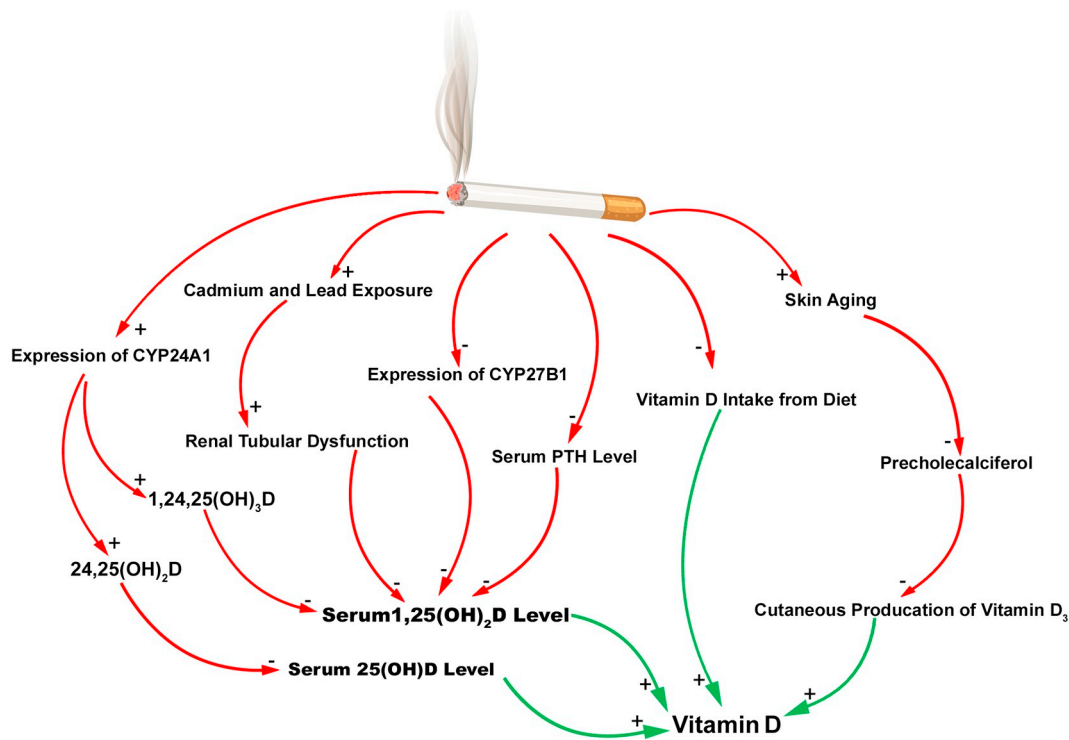 +
Cadmium and Lead Exposure
+
Skin Aging
+
Expression of CYP24A1
-
Expression of CYP27B1
-
Vitamin D Intake from Diet
+
Renal Tubular Dysfunction
-
Serum PTH Level
-
Precholecalciferol
+
1,24,25(OH)₃D
+
24,25(OH)₂D
-
-
-
-
-
Serum1,25(OH)₂D Level
Cutaneous Producation of Vitamin D₃
-
Serum 25(OH)D Level
+
+
+
+
Vitamin D